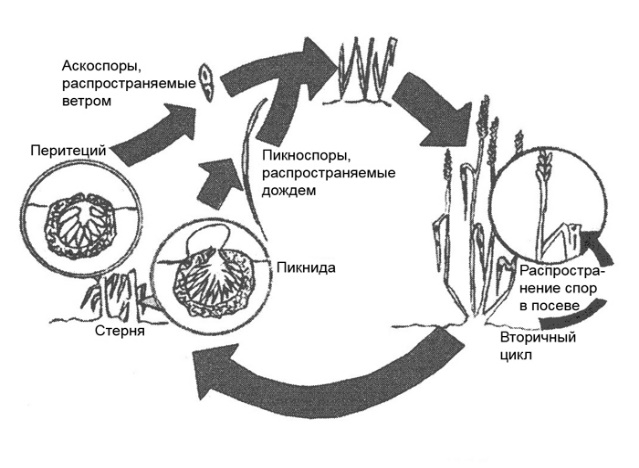 Аскоспоры,
распространяемые
ветром
Перитеций
Пикноспоры,
распространяемые
дождем
Пикнида
Стерня
Распростра-
нение спор
в посеве
Вторичный
цикл